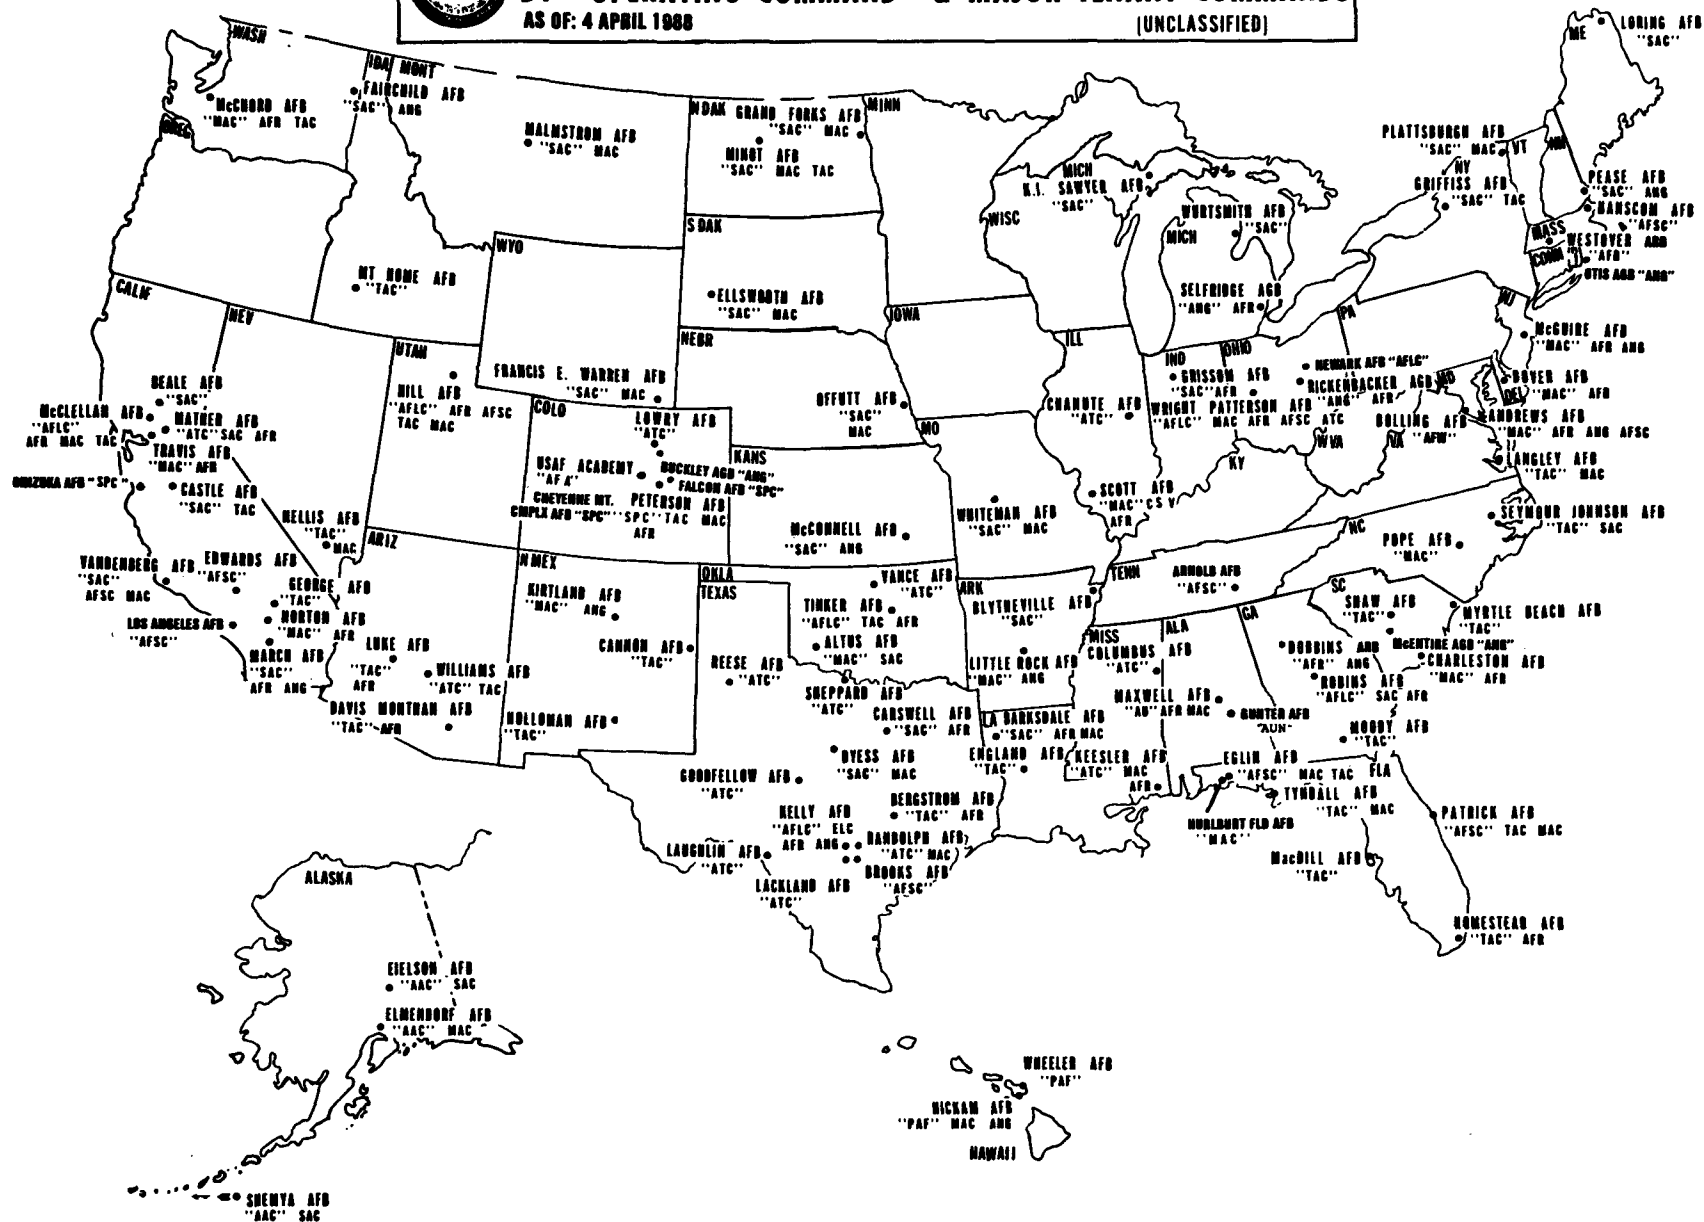 AS OF: 4 APRIL 1988
(UNCLASSIFIED)
WASH
McCHORD AFB
"MAC" AFR TAC
OREG
IDA
MONT
FAIRCHILD AFB
"SAC" ANG
MALMSTROM AFB
"SAC" MAC
N DAK
GRAND FORKS AFB
"SAC" MAC
MINOT AFB
"SAC" MAC TAC
MINN
MICH
K.I. SAWYER AFB
"SAC"
WISC
WURTSMITH AFB
"SAC"
MICH
SELFRIDGE AGB
"ANG" AFR
ME
LORING AFB
"SAC"
PLATTSBURGH AFB
"SAC" MAC
VT
NH
NY
GRIFFISS AFB
"SAC" TAC
PEASE AFB
"SAC" ANG
HANSCOM AFB
"AFSC"
MASS
WESTOVER ARB
"AFR"
CONN
OTIS AGB "ANG"
S DAK
ELLSWORTH AFB
"SAC" MAC
WYO
MT HOME AFB
"TAC"
CALIF
NEV
UTAH
HILL AFB
"AFLC" AFR AFSC
TAC MAC
FRANCIS E. WARREN AFB
"SAC" MAC
NEBR
OFFUTT AFB
"SAC"
MAC
IOWA
ILL
CHANUTE AFB
"ATC"
IND
GRISSOM AFB
"SAC" AFR
OHIO
NEWARK AFB "AFLC"
RICKENBACKER AGB
"ANG" AFR
WRIGHT PATTERSON AFB
"AFLC" MAC AFR AFSC ATC
PA
NJ
McGUIRE AFB
"MAC" AFR ANG
MD
DEL
DOVER AFB
"MAC" AFR
ANDREWS AFB
"MAC" AFR ANG AFSC
BOLLING AFB
"AFW"
WVA
VA
LANGLEY AFB
"TAC" MAC
BEALE AFB
"SAC"
McCLELLAN AFB
"AFLC"
AFR MAC TAC
MATHER AFB
"ATC" SAC AFR
TRAVIS AFB
"MAC" AFR
ONIZUKA AFB "SPC"
CASTLE AFB
"SAC" TAC
COLO
LOWRY AFB
"ATC"
BUCKLEY AGB "ANG"
USAF ACADEMY
"AFA"
FALCON AFB "SPC"
CHEYENNE MT.
CMPLX AFB "SPC"
PETERSON AFB
"SPC" TAC MAC
AFR
KANS
McCONNELL AFB
"SAC" ANG
MO
WHITEMAN AFB
"SAC" MAC
SCOTT AFB
"MAC" CSV
AFR
KY
NC
SEYMOUR JOHNSON AFB
"TAC" SAC
POPE AFB
"MAC"
NELLIS AFB
"TAC"
MAC
VANDENBERG AFB
"SAC"
AFSC MAC
EDWARDS AFB
"AFSC"
GEORGE AFB
"TAC"
NORTON AFB
"MAC" AFR
LOS ANGELES AFB
"AFSC"
MARCH AFB
"SAC"
AFR ANG
ARIZ
LUKE AFB
"TAC"
AFR
WILLIAMS AFB
"ATC" TAC
DAVIS MONTHAN AFB
"TAC" AFR
N MEX
KIRTLAND AFB
"MAC" ANG
CANNON AFB
"TAC"
HOLLOMAN AFB
"TAC"
OKLA
VANCE AFB
"ATC"
TINKER AFB
"AFLC" TAC AFR
ALTUS AFB
"MAC" SAC
TEXAS
REESE AFB
"ATC"
SHEPPARD AFB
"ATC"
CARSWELL AFB
"SAC" AFR
DYESS AFB
"SAC" MAC
GOODFELLOW AFB
"ATC"
BERGSTROM AFB
"TAC" AFR
KELLY AFB
"AFLC" ELC
AFR ANG
RANDOLPH AFB
"ATC" MAC
LAUGHLIN AFB
"ATC"
BROOKS AFB
"AFSC"
LACKLAND AFB
"ATC"
ARK
BLYTHEVILLE AFB
"SAC"
LITTLE ROCK AFB
"MAC" ANG
LA
BARKSDALE AFB
"SAC" AFR MAC
ENGLAND AFB
"TAC"
TENN
ARNOLD AFB
"AFSC"
MISS
COLUMBUS AFB
"ATC"
KEESLER AFB
"ATC" MAC
AFR
ALA
MAXWELL AFB
"AU" AFR MAC
GUNTER AFB
"AUN"
GA
DOBBINS ARB
"AFR" ANG
ROBINS AFB
"AFLC" SAC AFR
MOODY AFB
"TAC"
SC
SHAW AFB
"TAC"
MYRTLE BEACH AFB
"TAC"
McENTIRE AGB "ANG"
CHARLESTON AFB
"MAC" AFR
EGLIN AFB
"AFSC" MAC TAC
FLA
TYNDALL AFB
"TAC" MAC
HURLBURT FLD AFB
"MAC"
PATRICK AFB
"AFSC" TAC MAC
MacDILL AFB
"TAC"
HOMESTEAD AFB
"TAC" AFR
ALASKA
EIELSON AFB
"AAC" SAC
ELMENDORF AFB
"AAC" MAC
SHEMYA AFB
"AAC" SAC
WHEELER AFB
"PAF"
HICKAM AFB
"PAF" MAC ANG
HAWAII